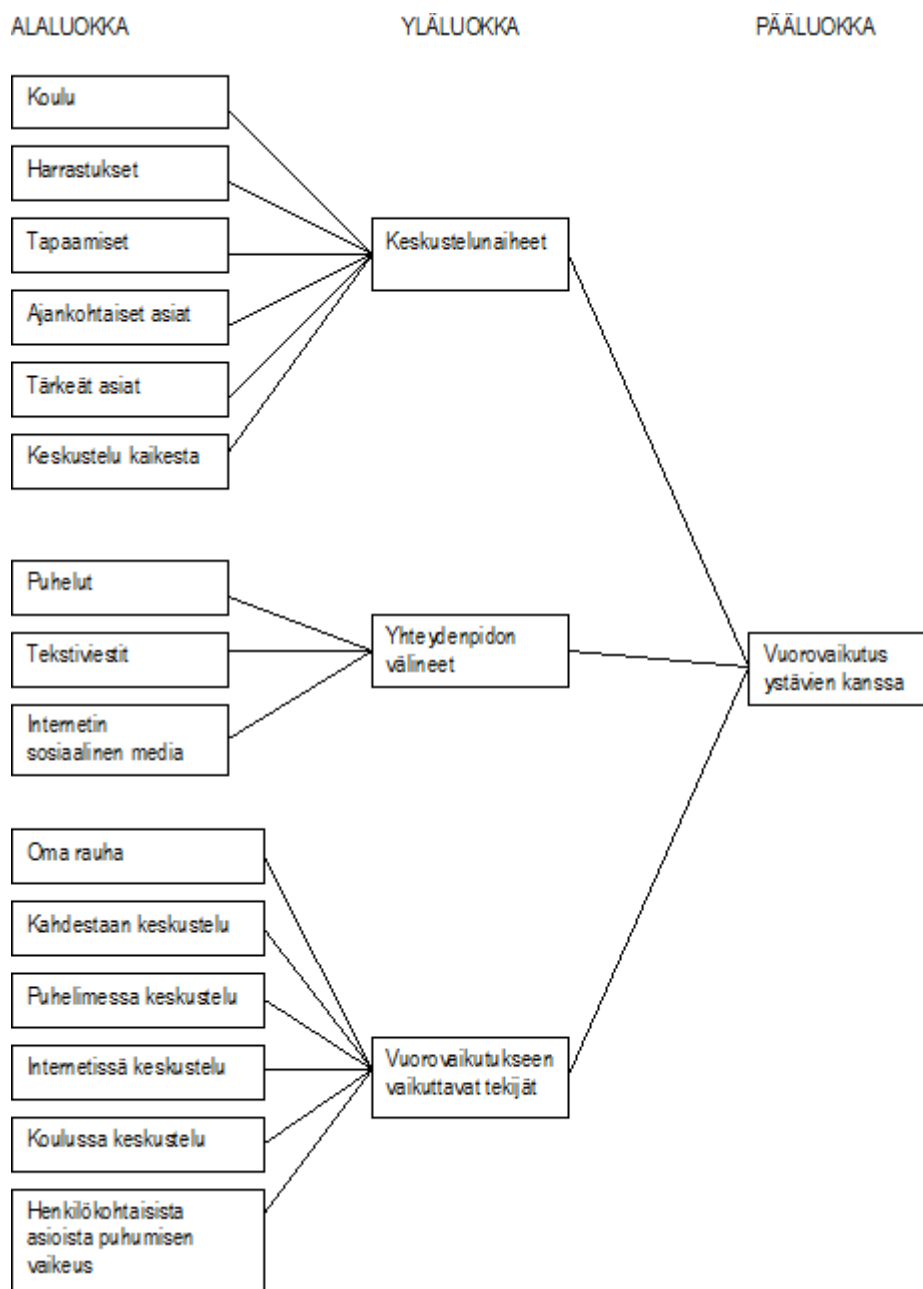 ALALUOKKA
YLÄLUOKKA
PÄÄLUOKKA
Koulu
Harrastukset
Tapaamiset
Ajankohtaiset asiat
Tärkeät asiat
Keskustelu kaikesta
Keskustelunaiheet
Puhelut
Tekstiviestit
Internetin
sosiaalinen media
Yhteydenpidon
välineet
Vuorovaikutus
ystävien kanssa
Oma rauha
Kahdestaan keskustelu
Puhelimessa keskustelu
Internetissä keskustelu
Koulussa keskustelu
Henkilökohtaisista
asioista puhumisen
vaikeus
Vuorovaikutukseen
vaikuttavat tekijät